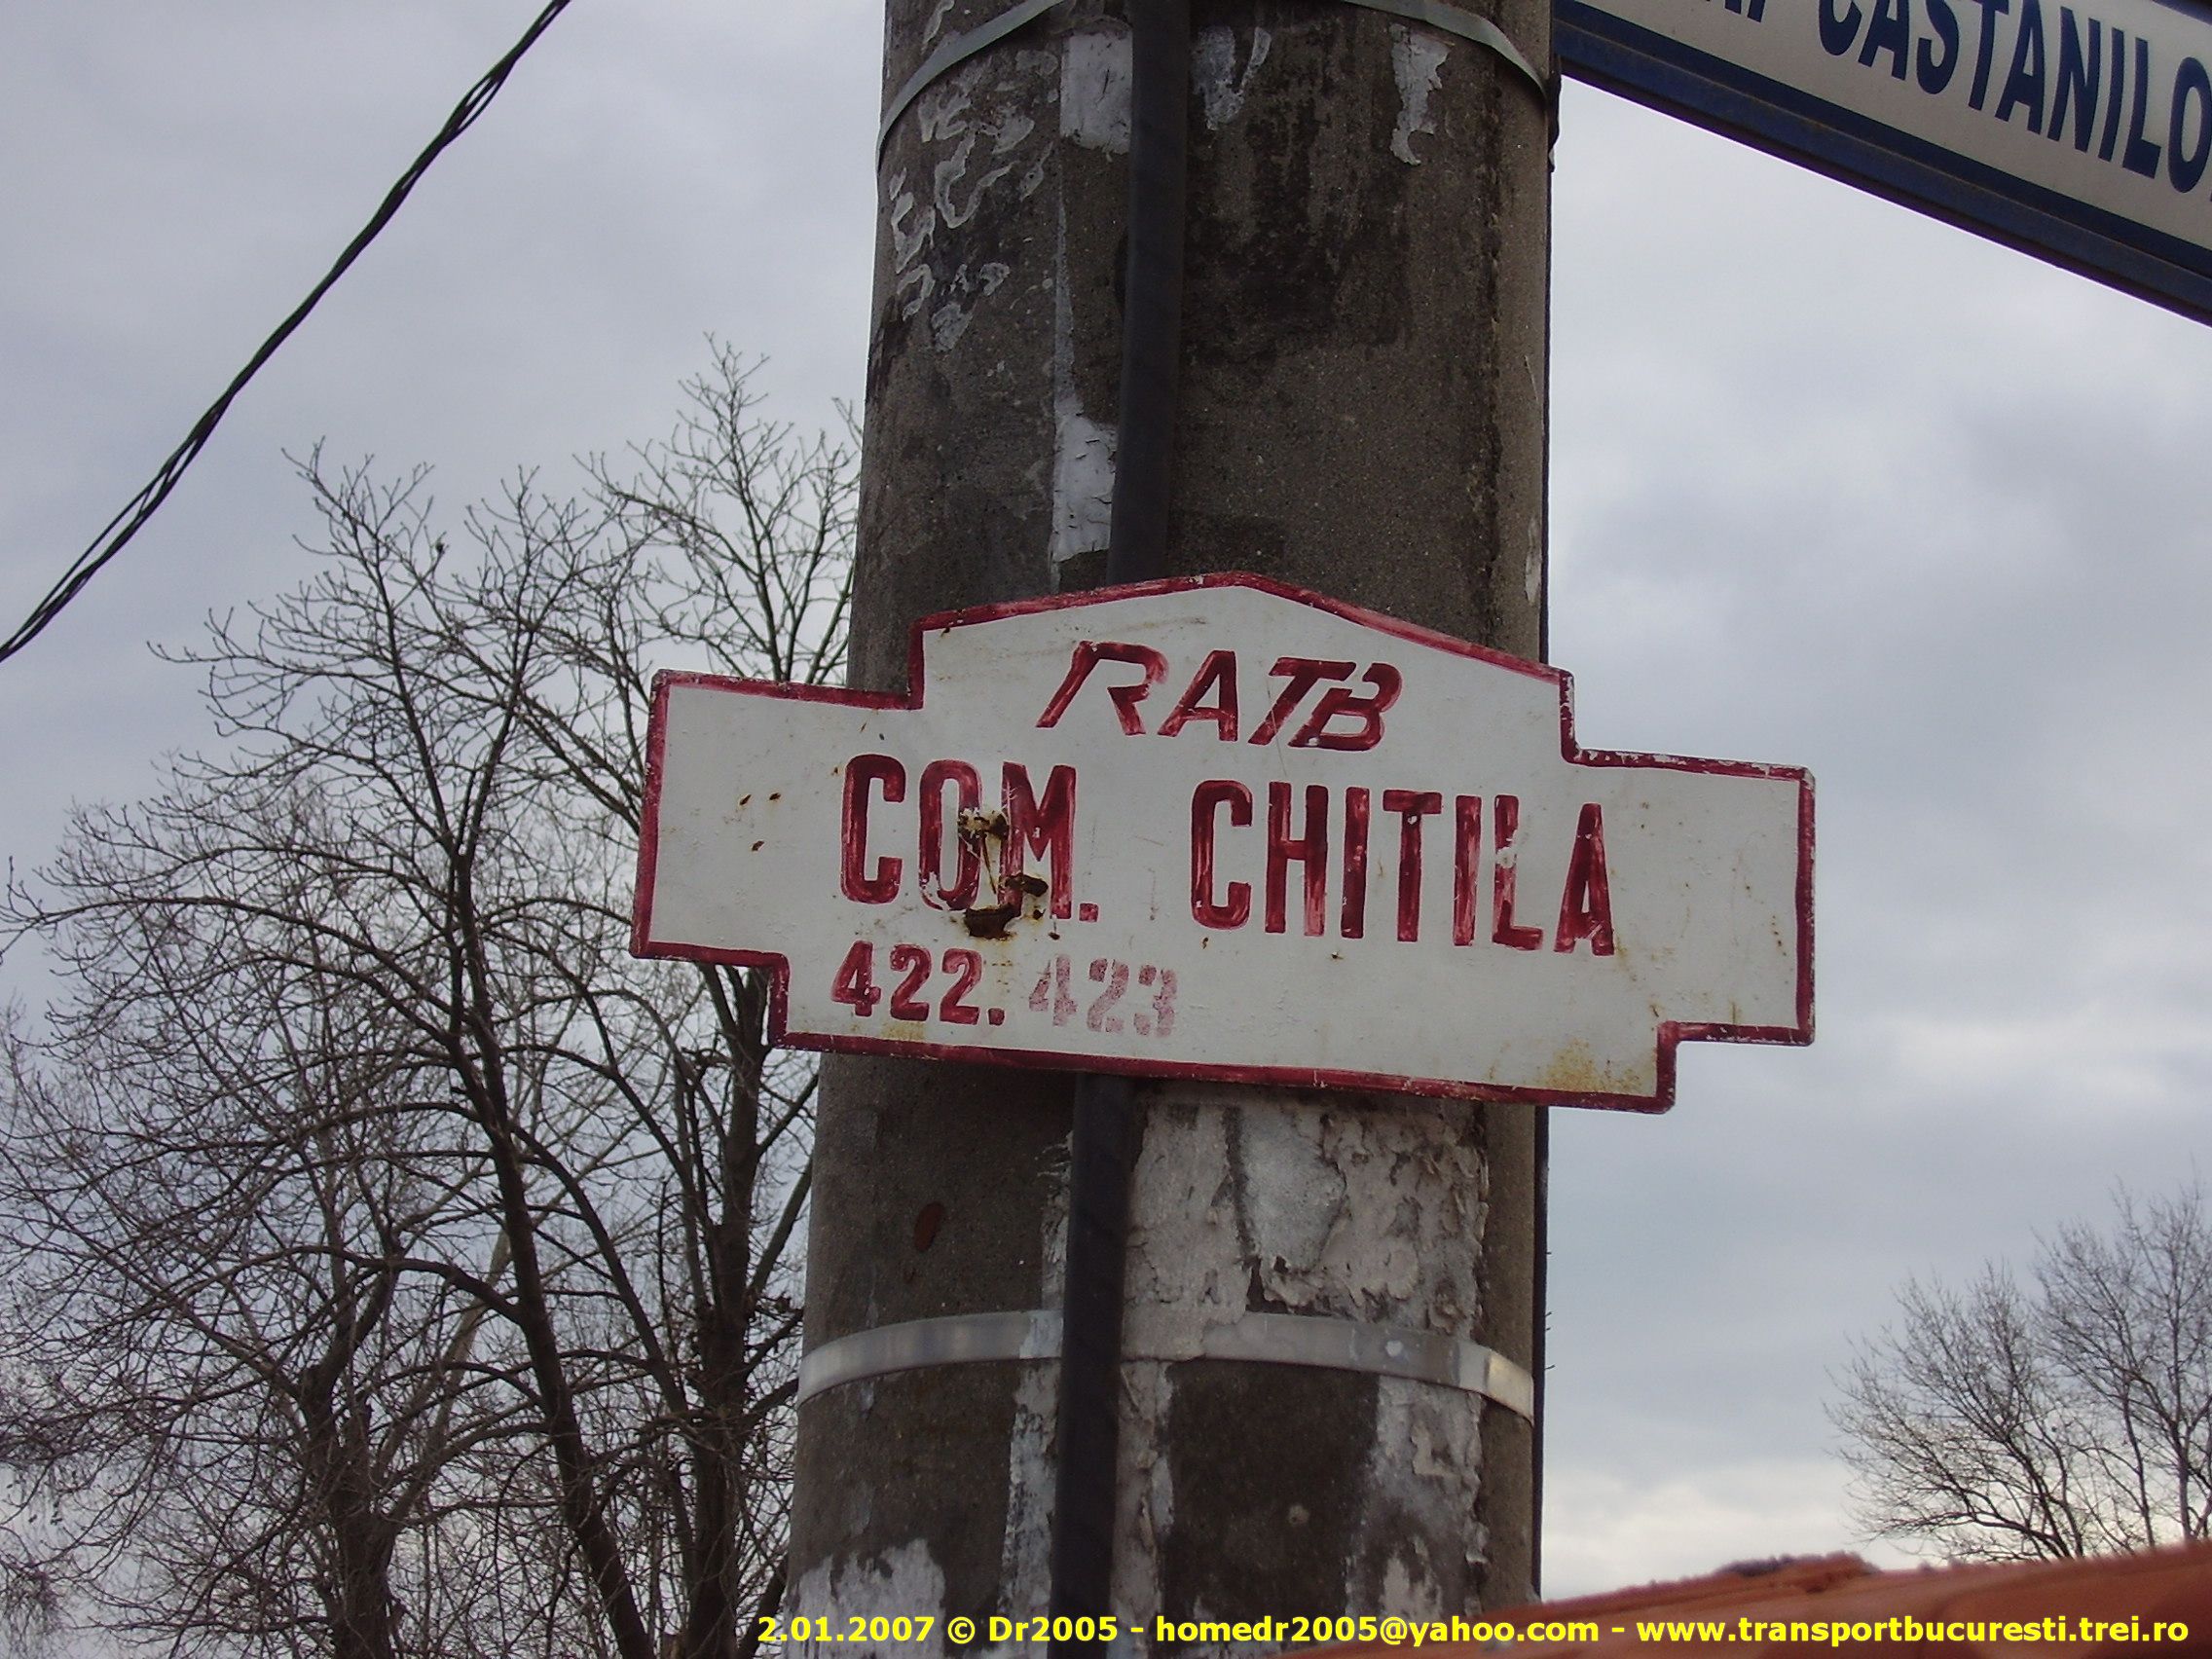 CASTANILO
RATB
COM. CHITILA
422. 423
2.01.2007 © Dr2005 - homedr2005@yahoo.com - www.transportbucuresti.trei.ro